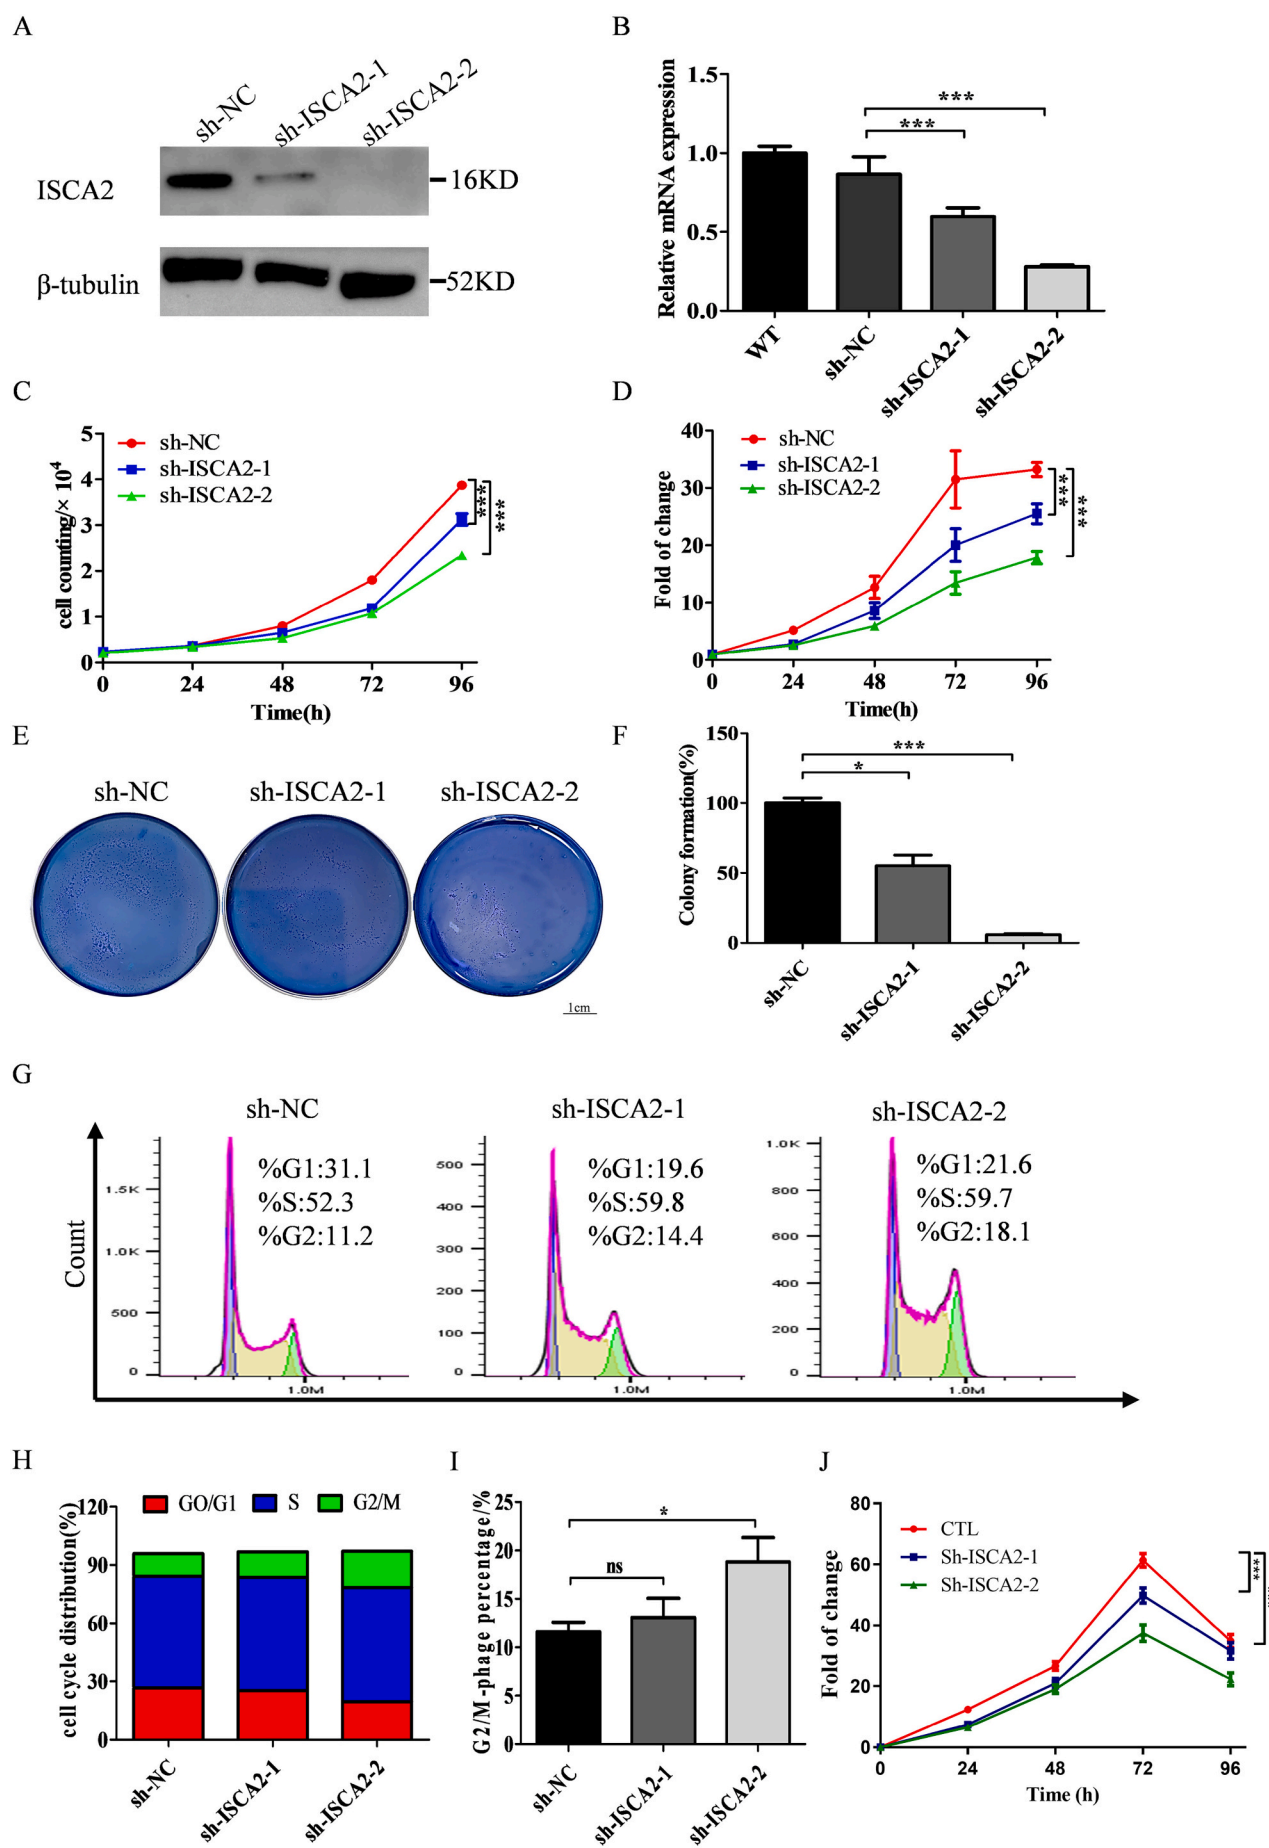 A
sh-NC
sh-ISCA2-1
sh-ISCA2-2
ISCA2
16KD
β-tubulin
52KD
B
Relative mRNA expression
1.5
1.0
0.5
0.0
***
***
WT
sh-NC
sh-ISCA2-1
sh-ISCA2-2
C
cell counting/× 10⁴
5
4
3
2
1
0
sh-NC
sh-ISCA2-1
sh-ISCA2-2
***
***
0 24 48 72 96
Time(h)
D
Fold of change
40
30
20
10
0
sh-NC
sh-ISCA2-1
sh-ISCA2-2
***
***
0 24 48 72 96
Time(h)
E
sh-NC
sh-ISCA2-1
sh-ISCA2-2
1cm
F
Colony formation(%)
150
100
50
0
***
*
sh-NC
sh-ISCA2-1
sh-ISCA2-2
G
Count
sh-NC
%G1:31.1
%S:52.3
%G2:11.2
1.5K
1.0K
500
0
1.0M
sh-ISCA2-1
%G1:19.6
%S:59.8
%G2:14.4
500
400
300
200
100
0
1.0M
sh-ISCA2-2
%G1:21.6
%S:59.7
%G2:18.1
1.0K
800
600
400
200
0
1.0M
H
cell cycle distribution(%)
GO/G1 S G2/M
120
90
60
30
0
sh-NC
sh-ISCA2-1
sh-ISCA2-2
I
G2/M-phage percentage/%
25
20
15
10
5
0
*
ns
sh-NC
sh-ISCA2-1
sh-ISCA2-2
J
Fold of change
80
60
40
20
0
CTL
Sh-ISCA2-1
Sh-ISCA2-2
***
0 24 48 72 96
Time (h)